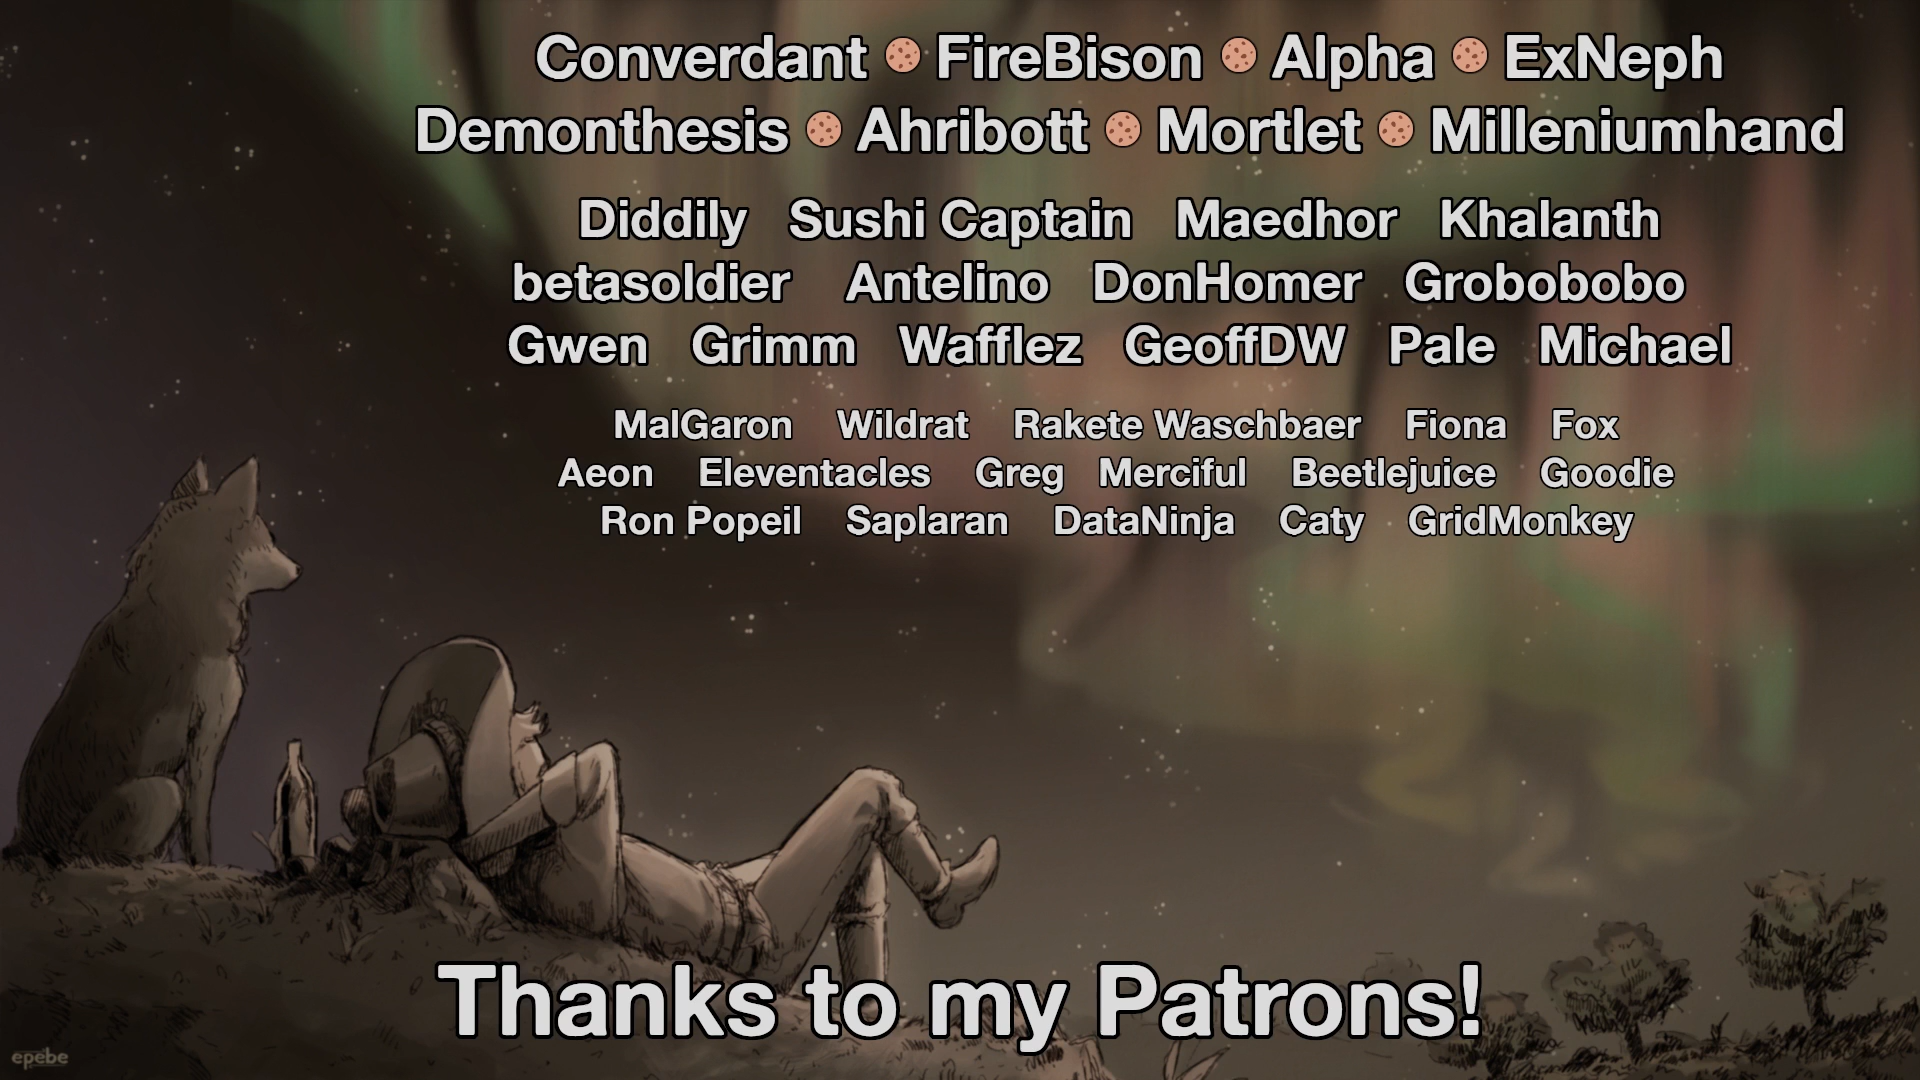 Converdant FireBison Alpha ExNeph
Demonthesis Ahribott Mortlet Milleniumhand
Diddily Sushi Captain Maedhor Khalanth
betasoldier Antelino DonHomer Grobobobo
Gwen Grimm Wafflez GeoffDW Pale Michael
MalGaron Wildrat Rakete Waschbaer Fiona Fox
Aeon Eleventacles Greg Merciful Beetlejuice Goodie
Ron Popeil Saplaran DataNinja Caty GridMonkey
Thanks to my Patrons!
epebe